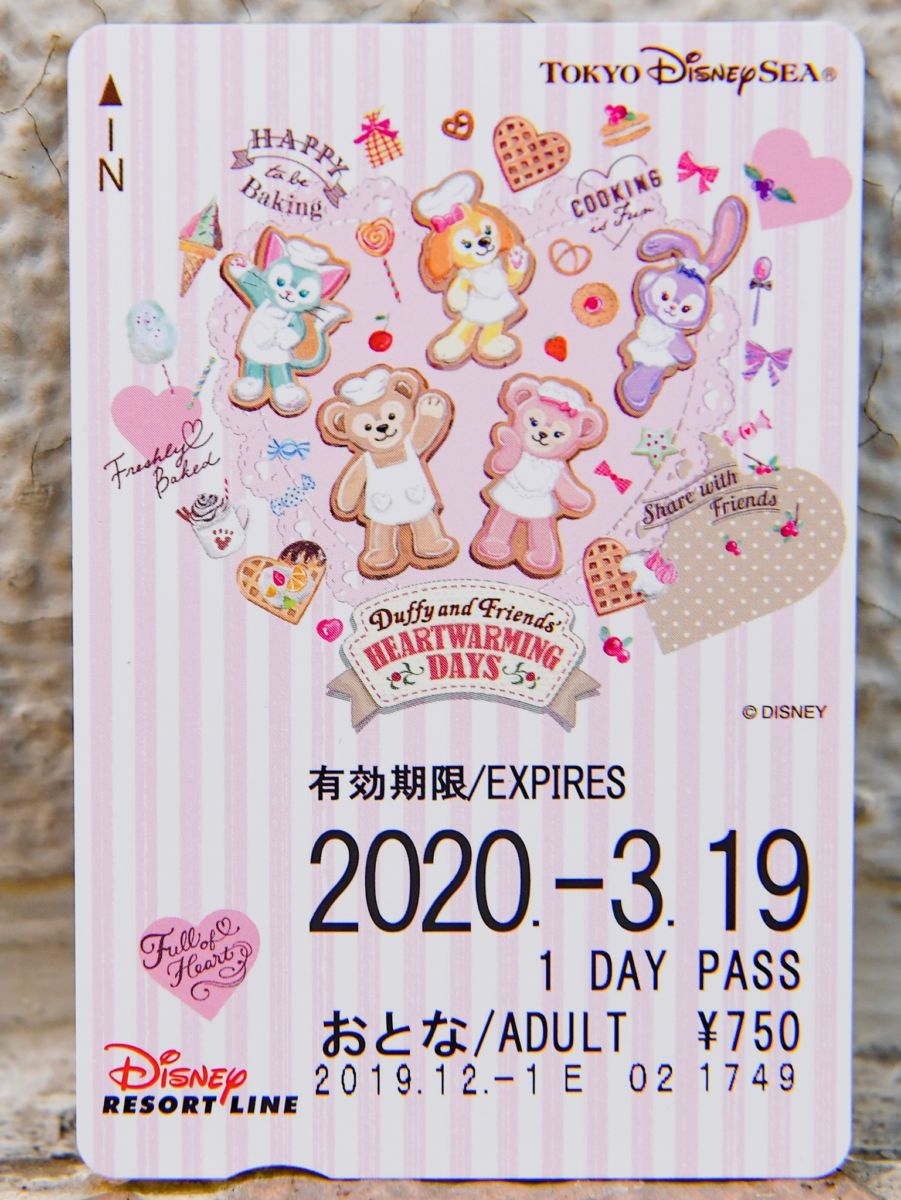 TOKYO DISNEYSEA®
IN
HAPPY
to be
Baking
COOKING
is Fun
Freshly
Baked
Share with
Friends
Duffy and Friends'
HEARTWARMING
DAYS
© DISNEY
有効期限/EXPIRES
2020.-3.19
1 DAY PASS
Full of
Heart
おとな/ADULT ¥750
2019.12.-1 E 02 1749
DISNEY
RESORT LINE